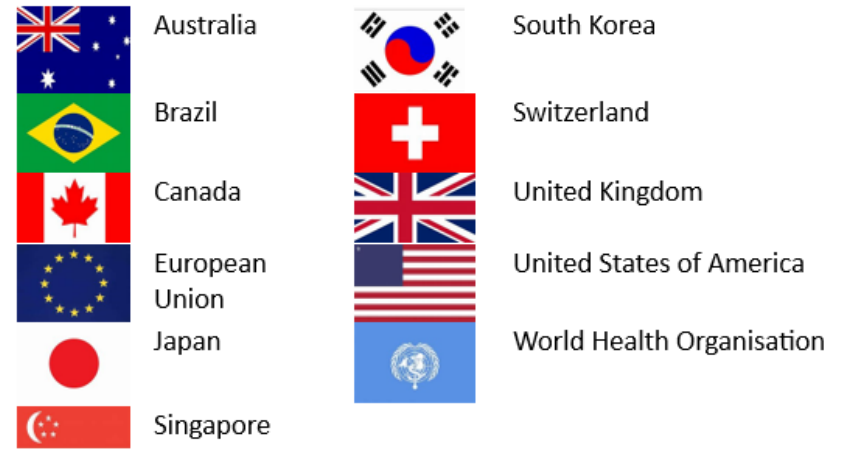 Australia
Brazil
Canada
European
Union
Japan
Singapore
South Korea
Switzerland
United Kingdom
United States of America
World Health Organisation